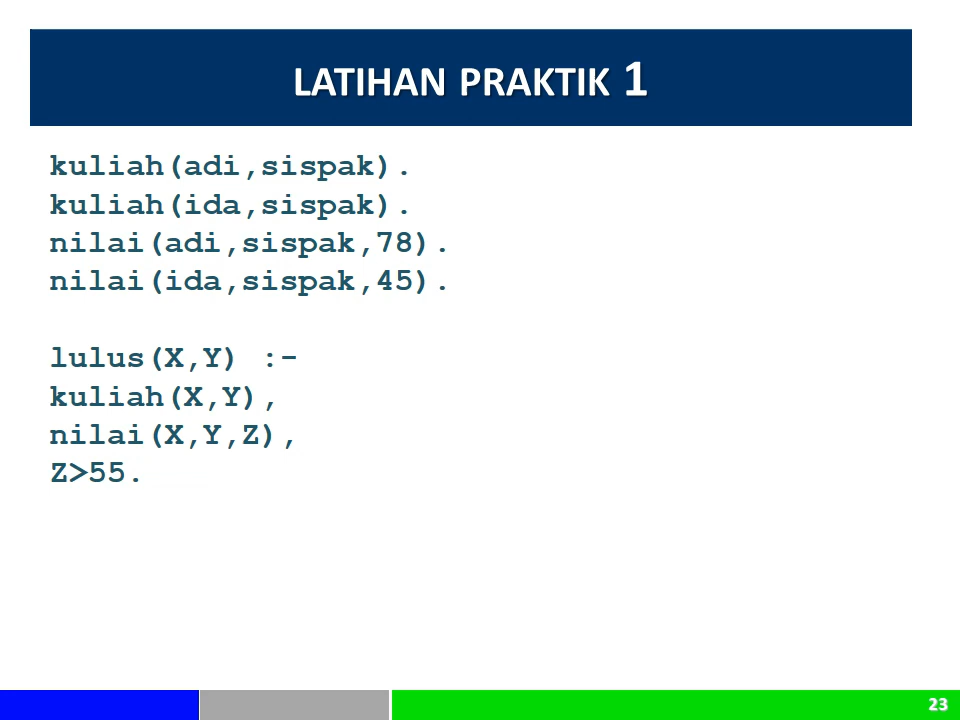 LATIHAN PRAKTIK 1
kuliah(adi,sispak).
kuliah(ida,sispak).
nilai(adi,sispak,78).
nilai(ida,sispak,45).
lulus(X,Y) :-
kuliah(X,Y),
nilai(X,Y,Z),
Z>55.
23